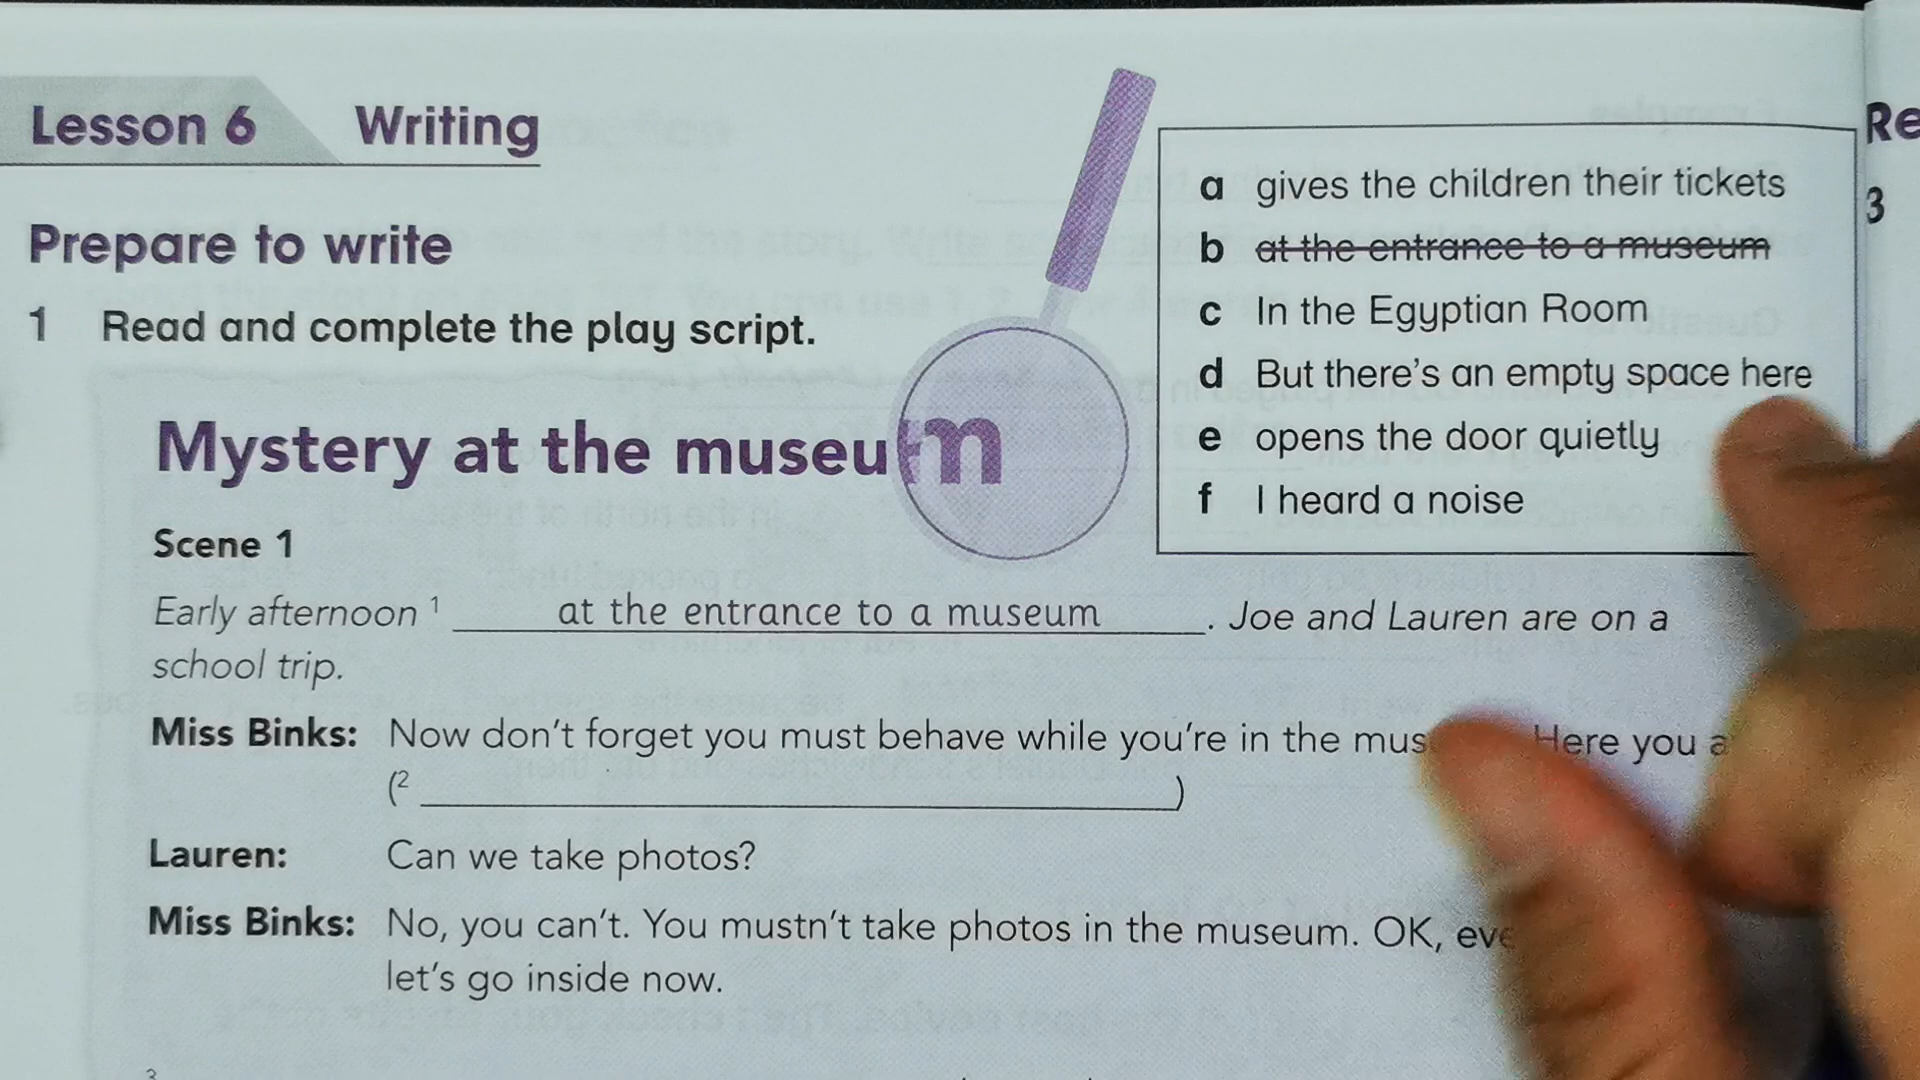 Lesson 6 Writing
Prepare to write
1 Read and complete the play script.
a gives the children their tickets
b at the entrance to a museum
c In the Egyptian Room
d But there's an empty space here
e opens the door quietly
f I heard a noise
Mystery at the museum
Scene 1
Early afternoon 1 at the entrance to a museum. Joe and Lauren are on a
school trip.
Miss Binks: Now don't forget you must behave while you're in the Here you
(2 )
Lauren: Can we take photos?
Miss Binks: No, you can't. You mustn't take photos in the museum. OK,
let's go inside now.
3
Re
3